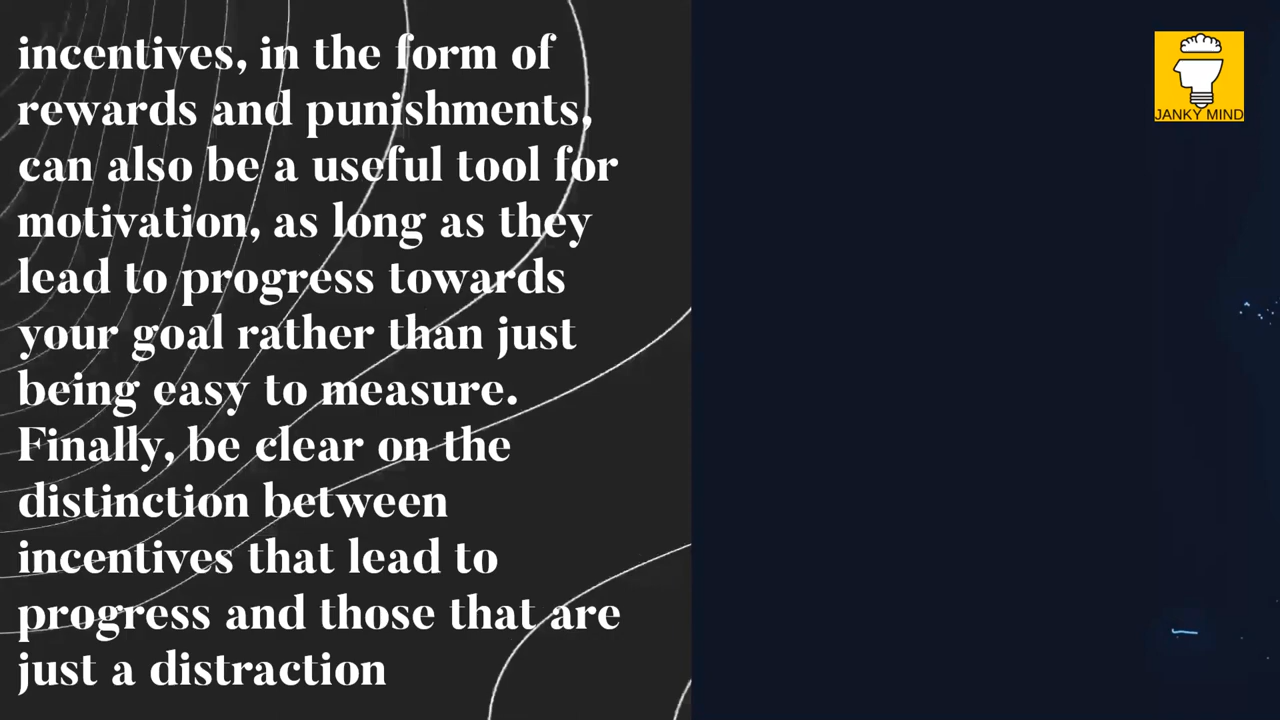 incentives, in the form of
rewards and punishments,
can also be a useful tool for
motivation, as long as they
lead to progress towards
your goal rather than just
being easy to measure.
Finally, be clear on the
distinction between
incentives that lead to
progress and those that are
just a distraction
JANKY MIND